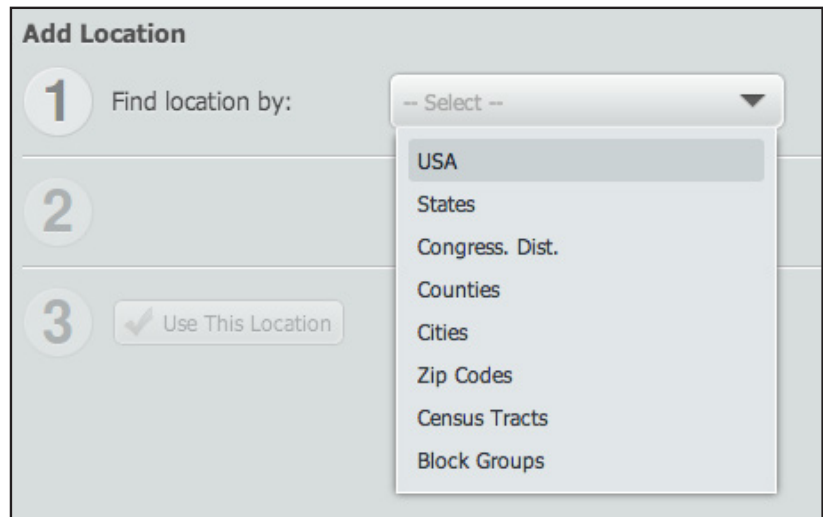 Add Location
1 Find location by: -- Select --
USA
States
Congress. Dist.
Counties
Cities
Zip Codes
Census Tracts
Block Groups
2
3 Use This Location